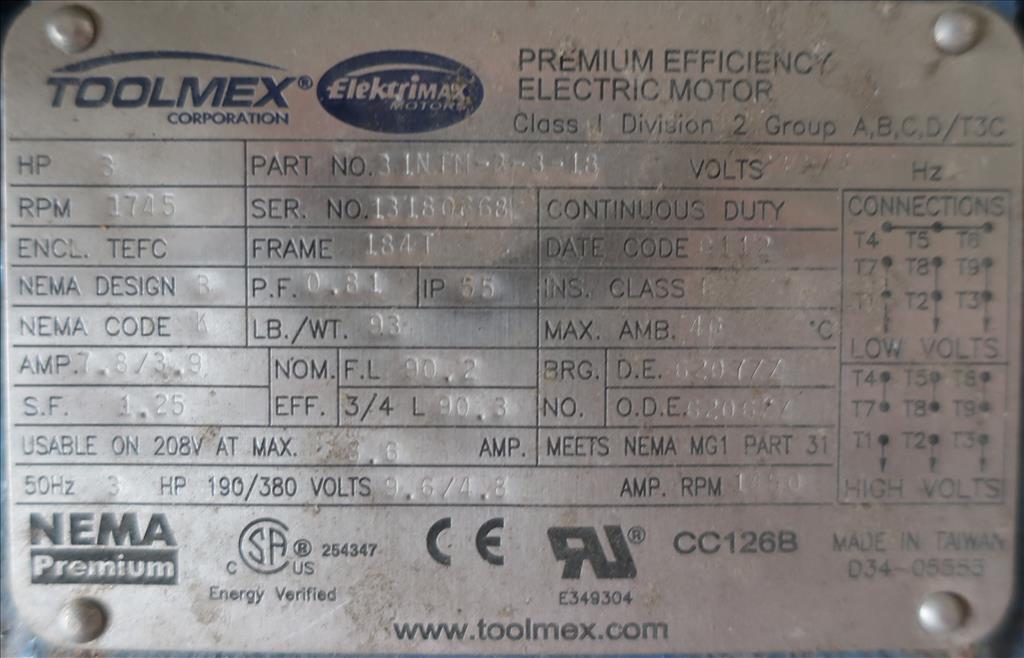 TOOLMEX®
CORPORATION
ElektriMAX
MOTORS
PREMIUM EFFICIENCY
ELECTRIC MOTOR
Class I Division 2 Group A,B,C,D/T3C
HP 3 PART NO. VOLTS Hz
RPM 1745 SER. NO. CONTINUOUS DUTY CONNECTIONS
ENCL. TEFC FRAME 184T DATE CODE T4 T5 T6
T7 T8 T9
NEMA DESIGN B P.F. 0.81 IP 55 INS. CLASS
T1 T2 T3
NEMA CODE K LB./WT. 93 MAX. AMB. 40 °C
LOW VOLTS
AMP. 7.8/3.9 NOM. F.L 90.2 BRG. D.E. T4 T5 T6
S.F. 1.25 EFF. 3/4 L 90.3 NO. O.D.E. T7 T8 T9
USABLE ON 208V AT MAX. AMP. MEETS NEMA MG1 PART 31 T1 T2 T3
50Hz 3 HP 190/380 VOLTS 9.6/4.8 AMP. RPM HIGH VOLTS
NEMA
Premium
C SA ® US 254347
Energy Verified
CE
RU®
E349304
CC126B
MADE IN TAIWAN
D34-05555
www.toolmex.com